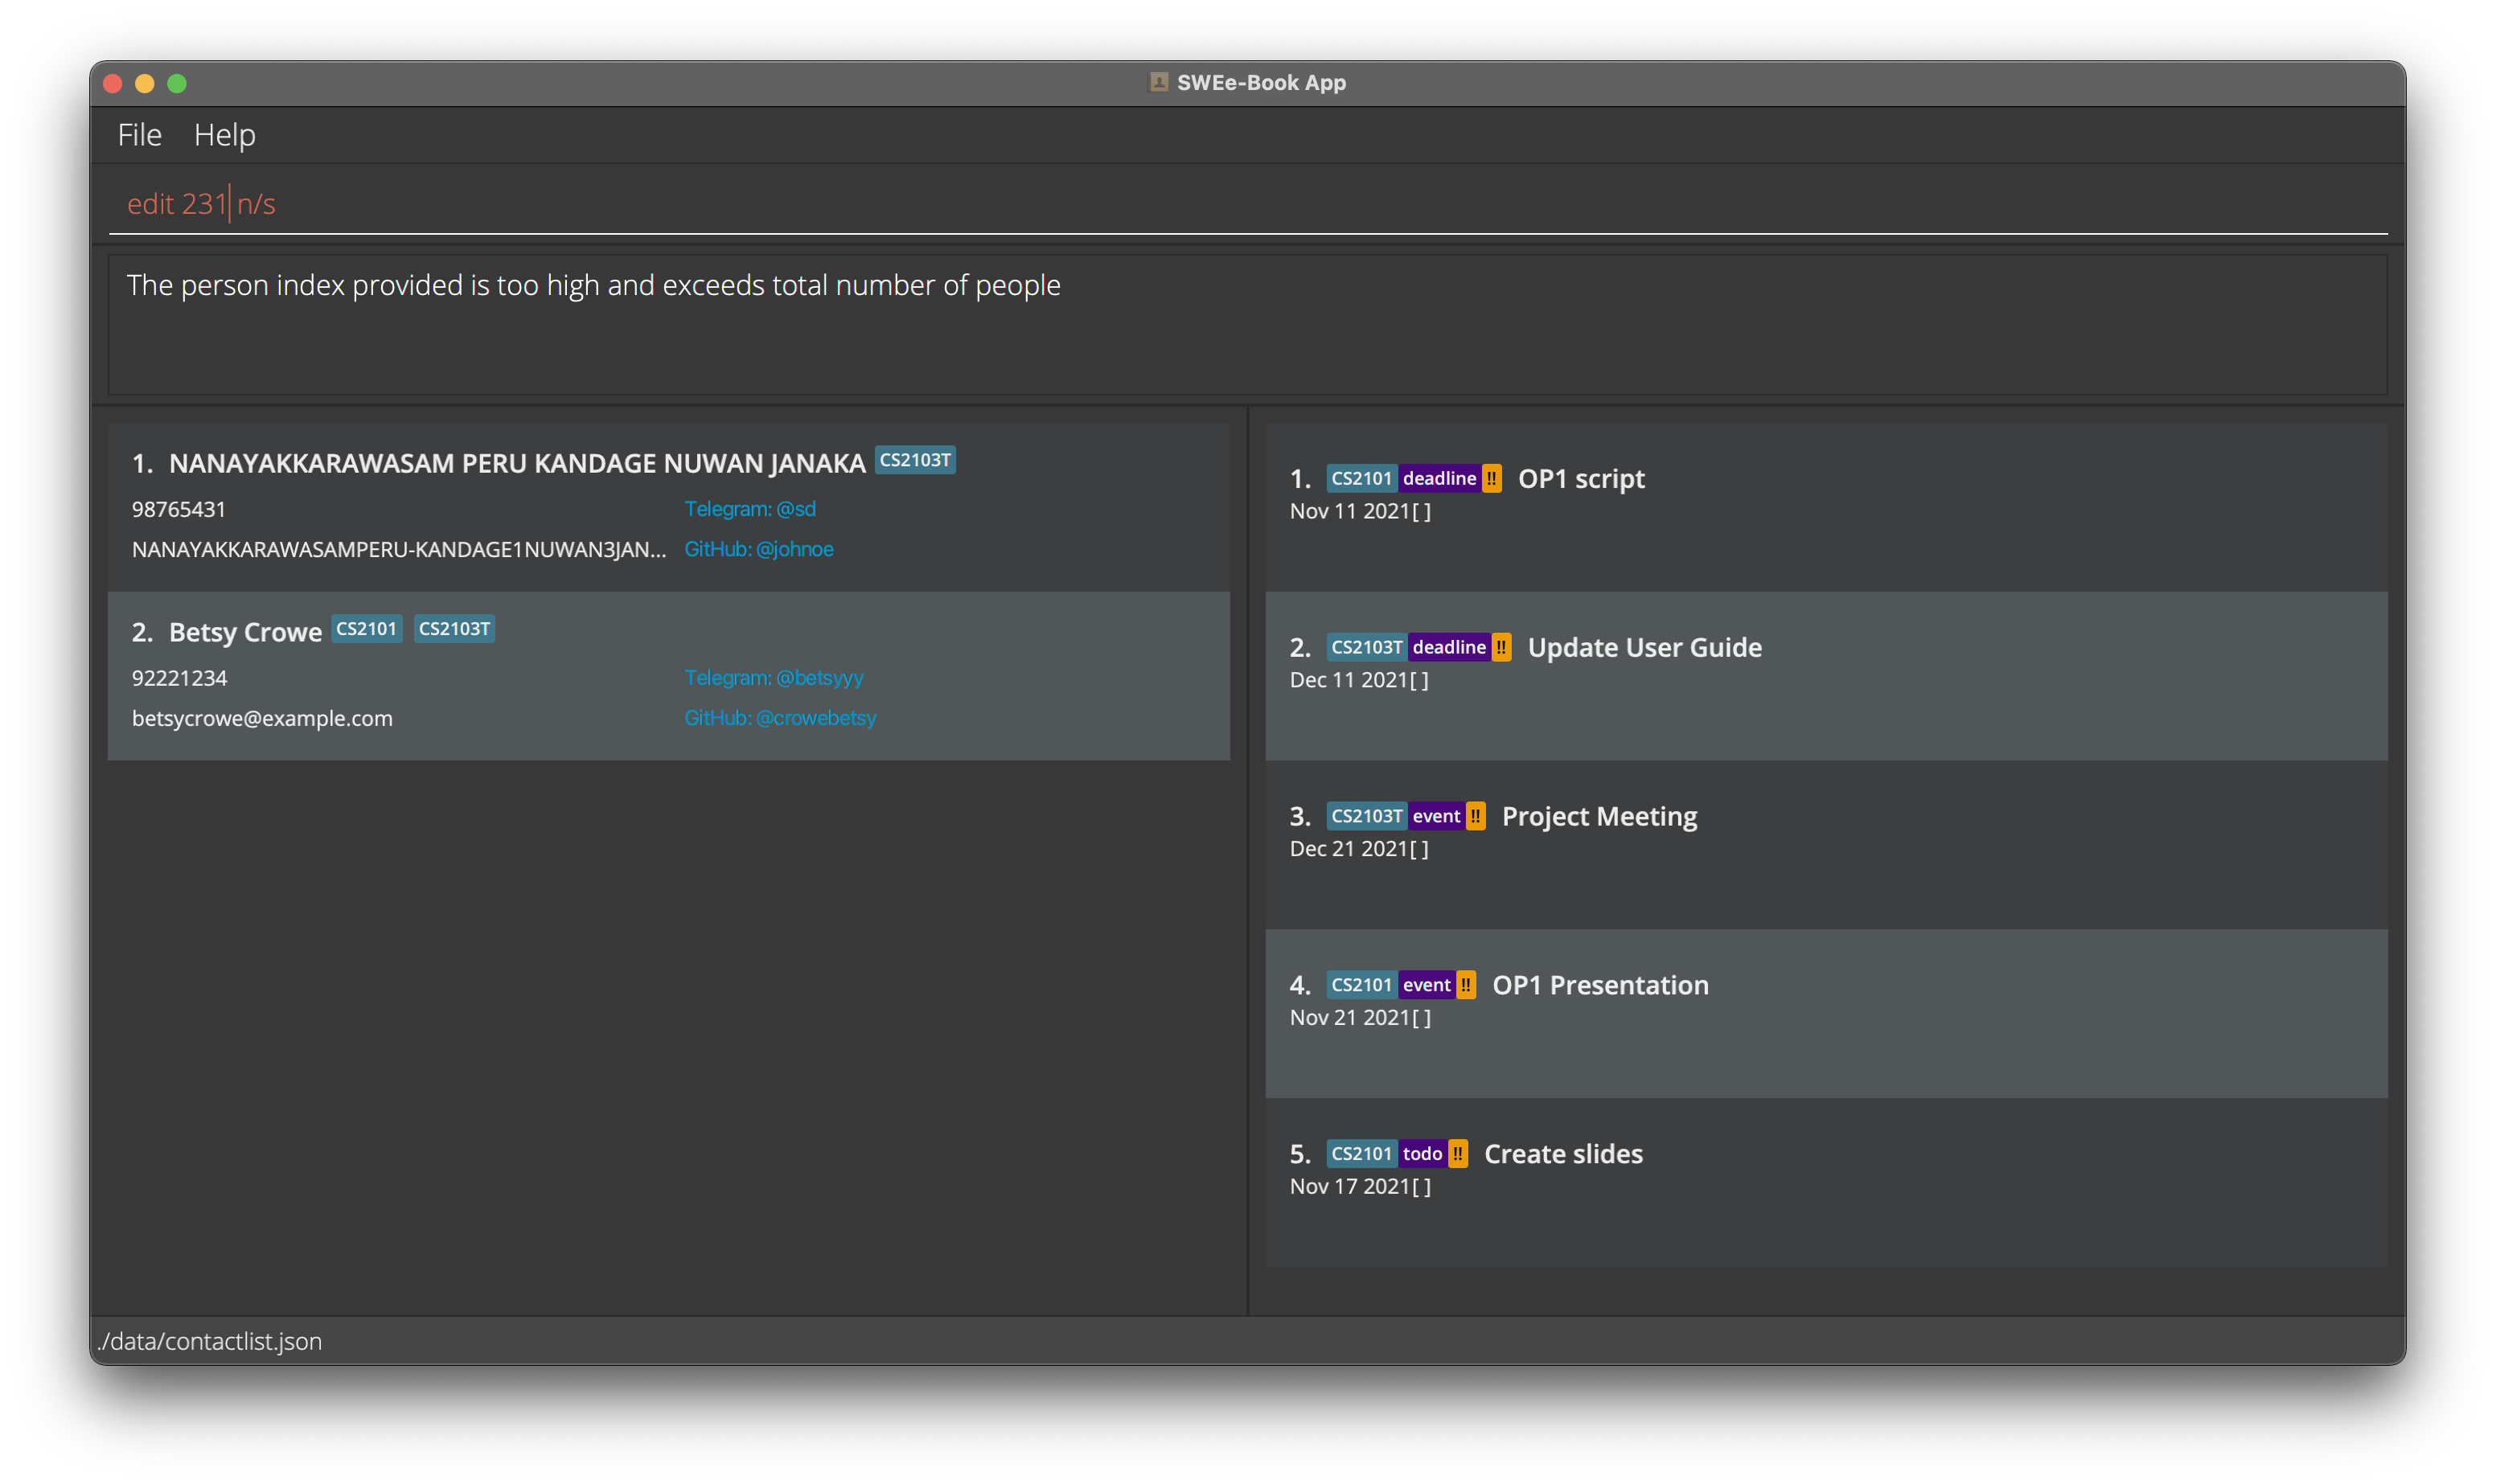 SWEe-Book App
File Help
edit 231 n/s
The person index provided is too high and exceeds total number of people
1. NANAYAKKARAWASAM PERU KANDAGE NUWAN JANAKA CS2103T
98765431 Telegram: @sd
NANAYAKKARAWASAMPERU-KANDAGE1NUWAN3JAN... GitHub: @johnoe
2. Betsy Crowe CS2101 CS2103T
92221234 Telegram: @betsyyy
betsycrowe@example.com GitHub: @crowebetsy
1. CS2101 deadline !! OP1 script
Nov 11 2021[ ]
2. CS2103T deadline !! Update User Guide
Dec 11 2021[ ]
3. CS2103T event !! Project Meeting
Dec 21 2021[ ]
4. CS2101 event !! OP1 Presentation
Nov 21 2021[ ]
5. CS2101 todo !! Create slides
Nov 17 2021[ ]
./data/contactlist.json